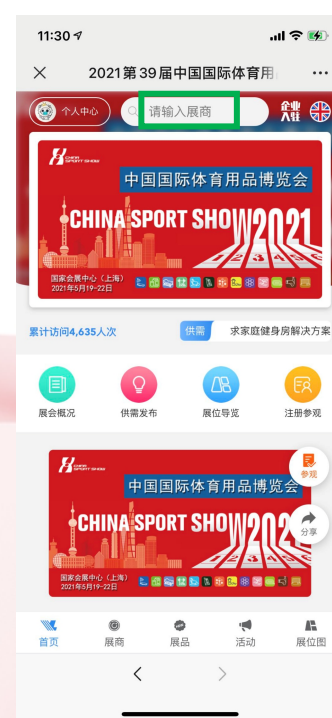 11:30
2021第39届中国国际体育用
个人中心
请输入展商
企业
入驻
CHINA
SPORT SHOW
中国国际体育用品博览会
CHINA SPORT SHOW2021
国家会展中心（上海）
2021年5月19-22日
累计访问4,635人次
供需
求家庭健身房解决方案
展会概况
供需发布
展位导览
注册参观
参观
CHINA
SPORT SHOW
中国国际体育用品博览会
CHINA SPORT SHOW202
分享
国家会展中心（上海）
2021年5月19-22日
首页
展商
展品
活动
展位图